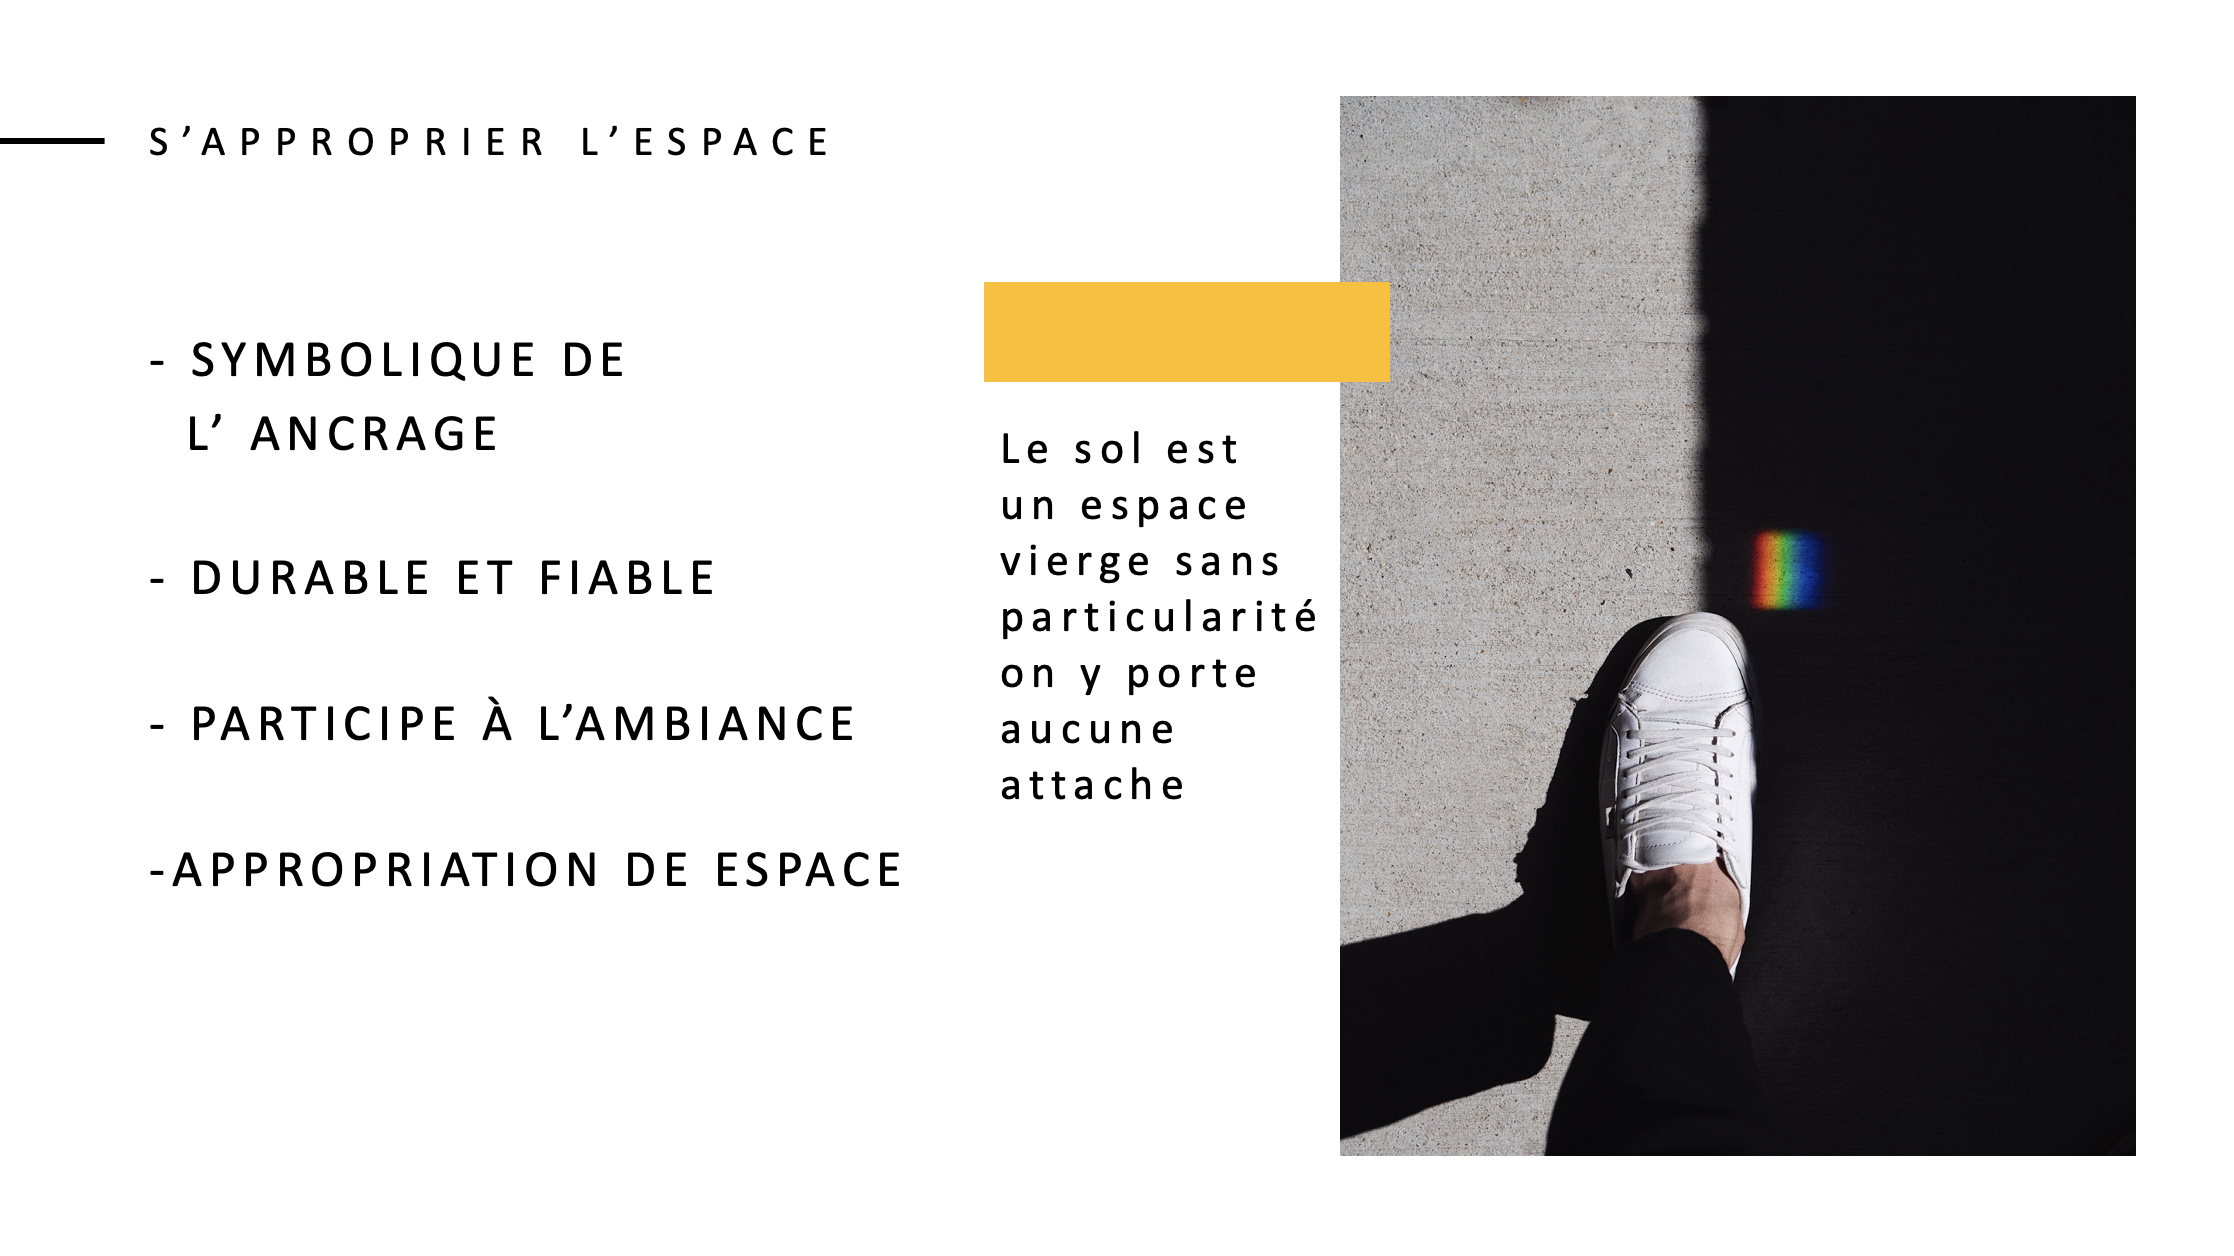 S’APPROPRIER L’ESPACE
- SYMBOLIQUE DE
L’ ANCRAGE
- DURABLE ET FIABLE
- PARTICIPE À L’AMBIANCE
-APPROPRIATION DE ESPACE
Le sol est
un espace
vierge sans
particularité
on y porte
aucune
attache